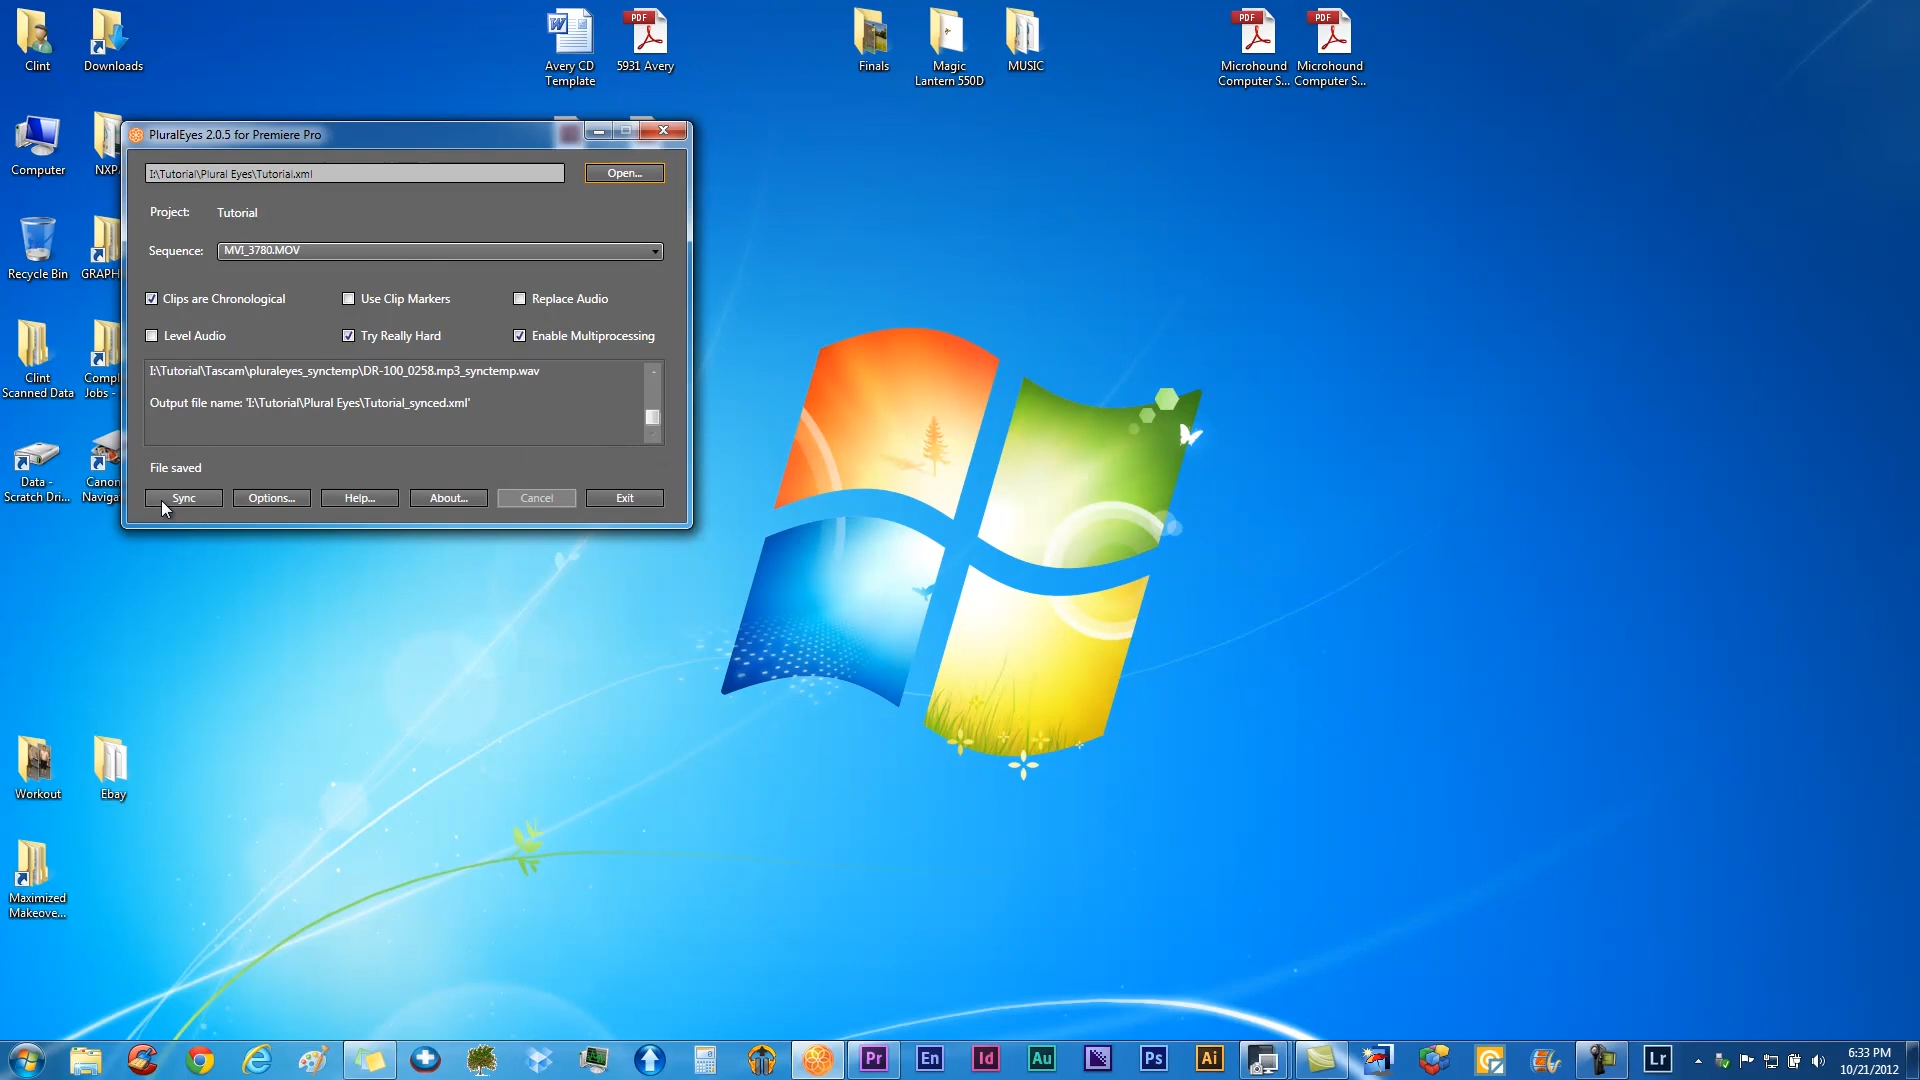 Clint
Downloads
Avery CD
Template
5931 Avery
Finals
Magic
Lantern 550D
MUSIC
PDF
Microhound
Computer S...
PDF
Microhound
Computer S...
Computer
Recycle Bin
GRAPH
Clint
Scanned Data
Compl
Jobs -
Data -
Scratch Dri...
Canon
Navigat
Workout
Ebay
Maximized
Makeove...
PluralEyes 2.0.5 for Premiere Pro
I:\Tutorial\Plural Eyes\Tutorial.xml
Open...
Project: Tutorial
Sequence: MVI_3780.MOV
Clips are Chronological
Use Clip Markers
Replace Audio
Level Audio
Try Really Hard
Enable Multiprocessing
I:\Tutorial\Tascam\pluraleyes_synctemp\DR-100_0258.mp3_synctemp.wav
Output file name: 'I:\Tutorial\Plural Eyes\Tutorial_synced.xml'
File saved
Sync
Options...
Help...
About...
Cancel
Exit
Pr
En
Id
Au
Ps
Ai
Lr
6:33 PM
10/21/2012